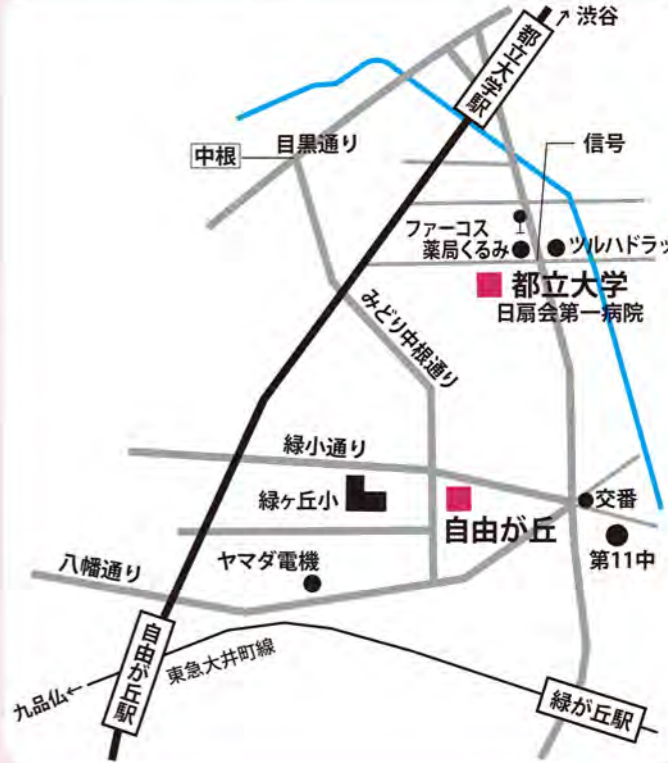 渋谷
都立大学駅
目黒通り
信号
中根
ファーコス
薬局くるみ
ツルハドラッ
都立大学
日扇会第一病院
みどり中根通り
緑小通り
緑ヶ丘小
交番
自由が丘
第11中
八幡通り
ヤマダ電機
自由が丘駅
東急大井町線
九品仏←
緑が丘駅